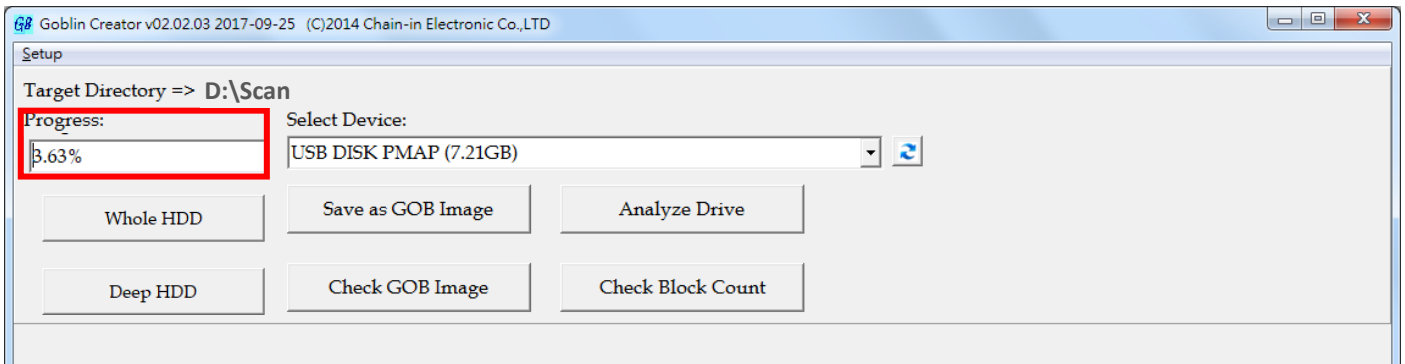 GB Goblin Creator v02.02.03 2017-09-25 (C)2014 Chain-in Electronic Co.,LTD
Setup
Target Directory => D:\Scan
Progress: Select Device:
3.63% USB DISK PMAP (7.21GB)
Whole HDD Save as GOB Image Analyze Drive
Deep HDD Check GOB Image Check Block Count